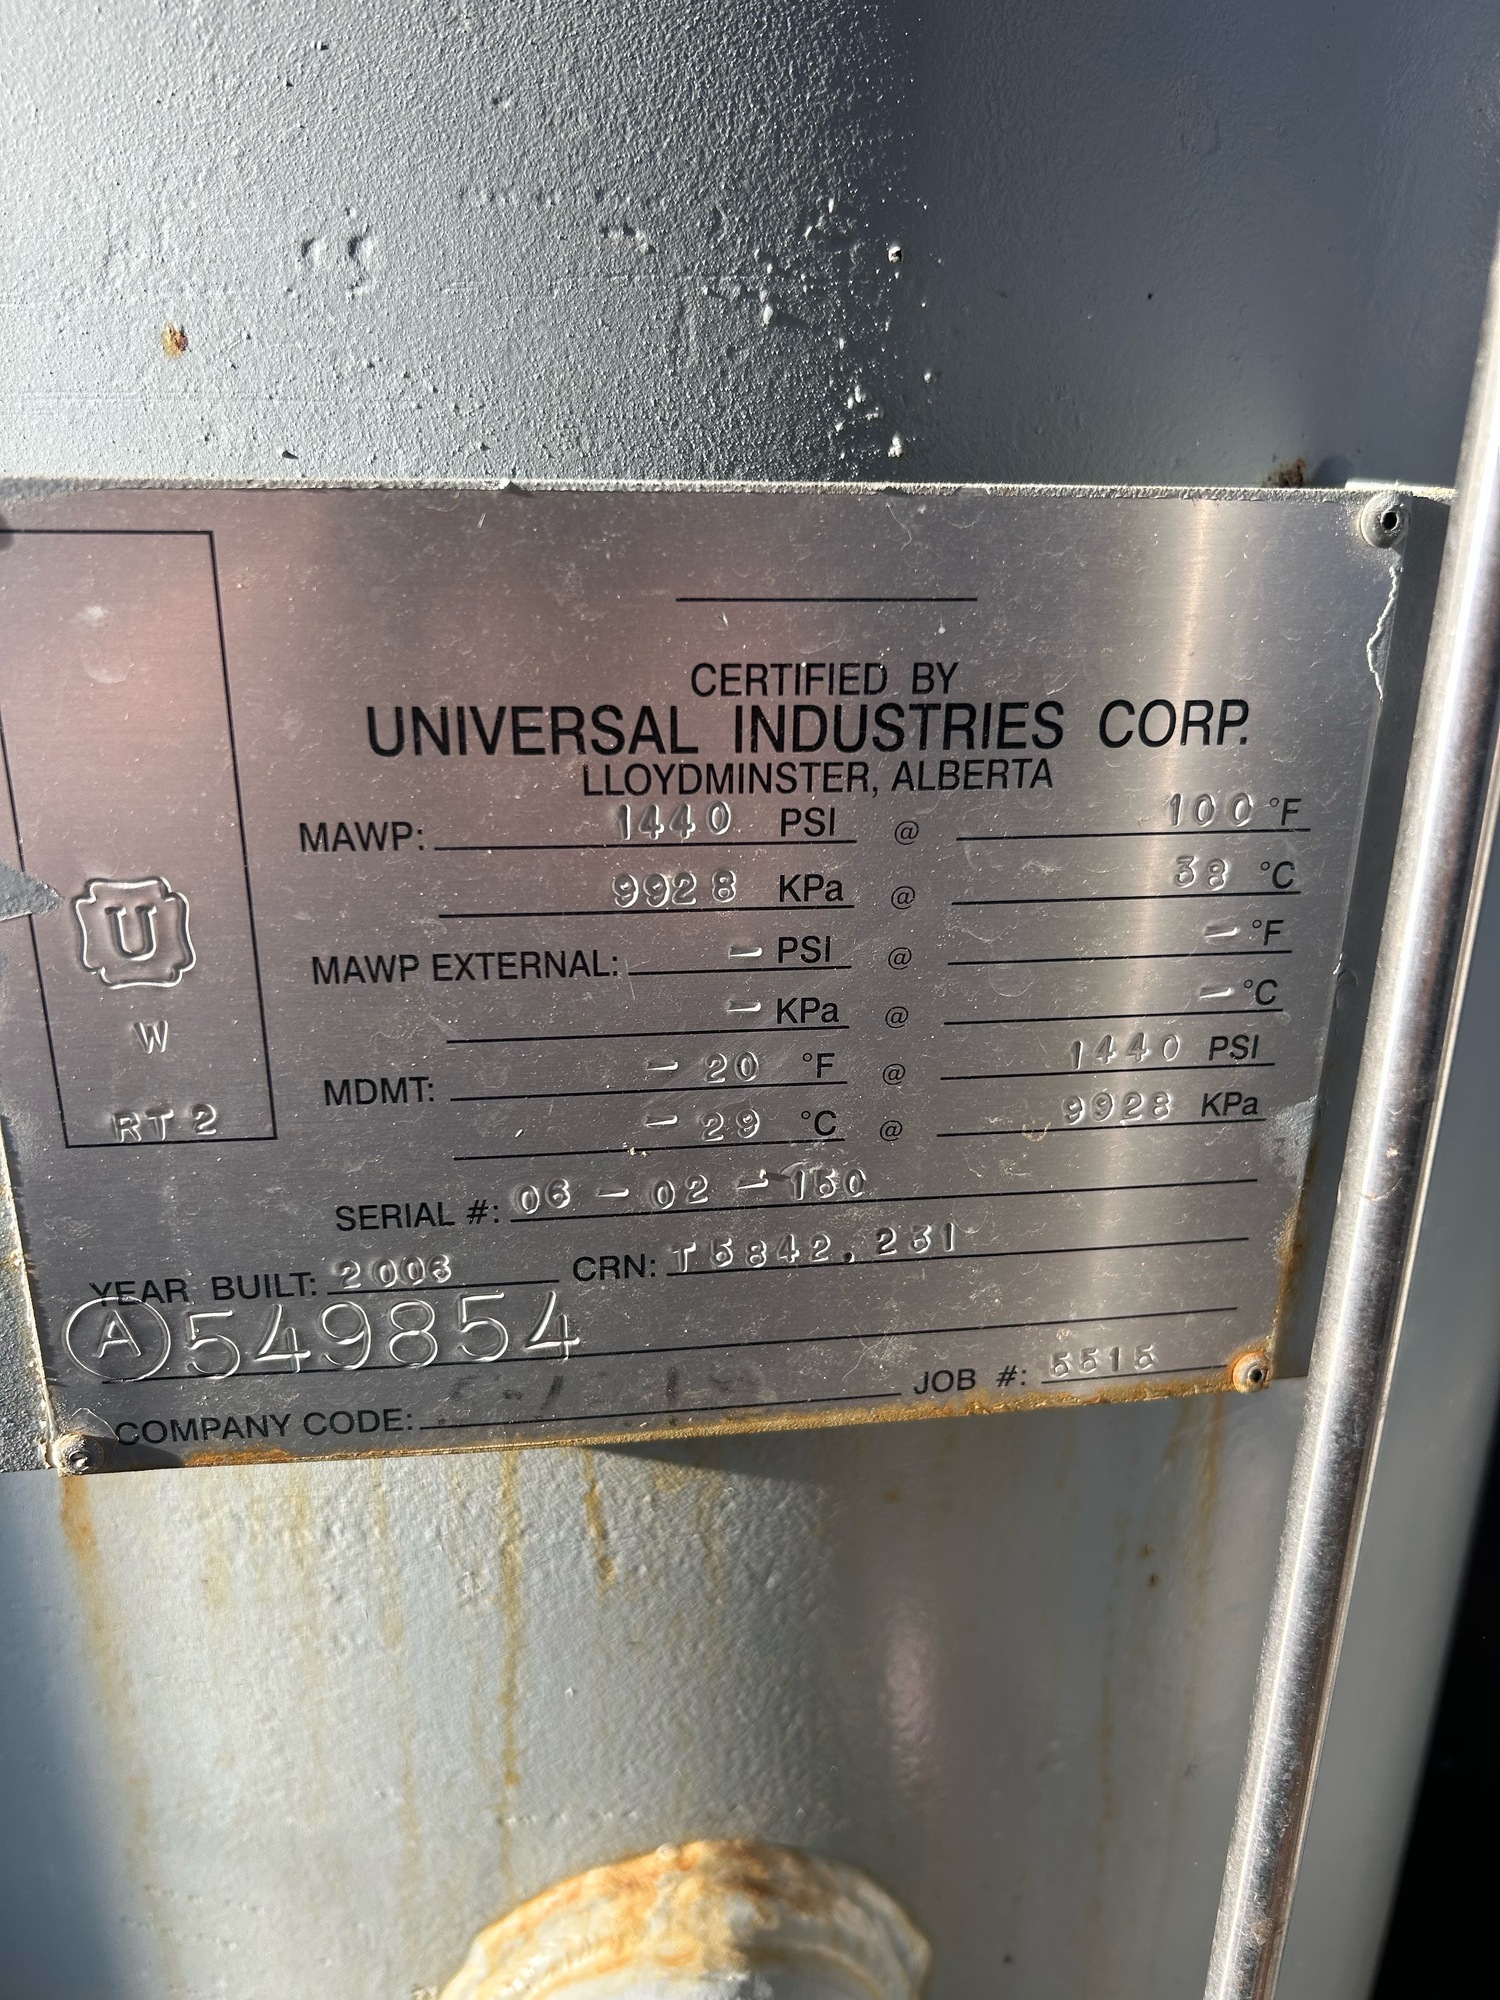 CERTIFIED BY
UNIVERSAL INDUSTRIES CORP.
LLOYDMINSTER, ALBERTA
MAWP: 1440 PSI @ 100 °F
9928 KPa @ 38 °C
MAWP EXTERNAL: - PSI @ - °F
- KPa @ - °C
MDMT: - 20 °F @ 1440 PSI
- 29 °C @ 9928 KPa
U
W
RT 2
SERIAL #: 06 - 02 - 150
YEAR BUILT: 2006 CRN: T5842.231
A 549854
COMPANY CODE: JOB #: 5515